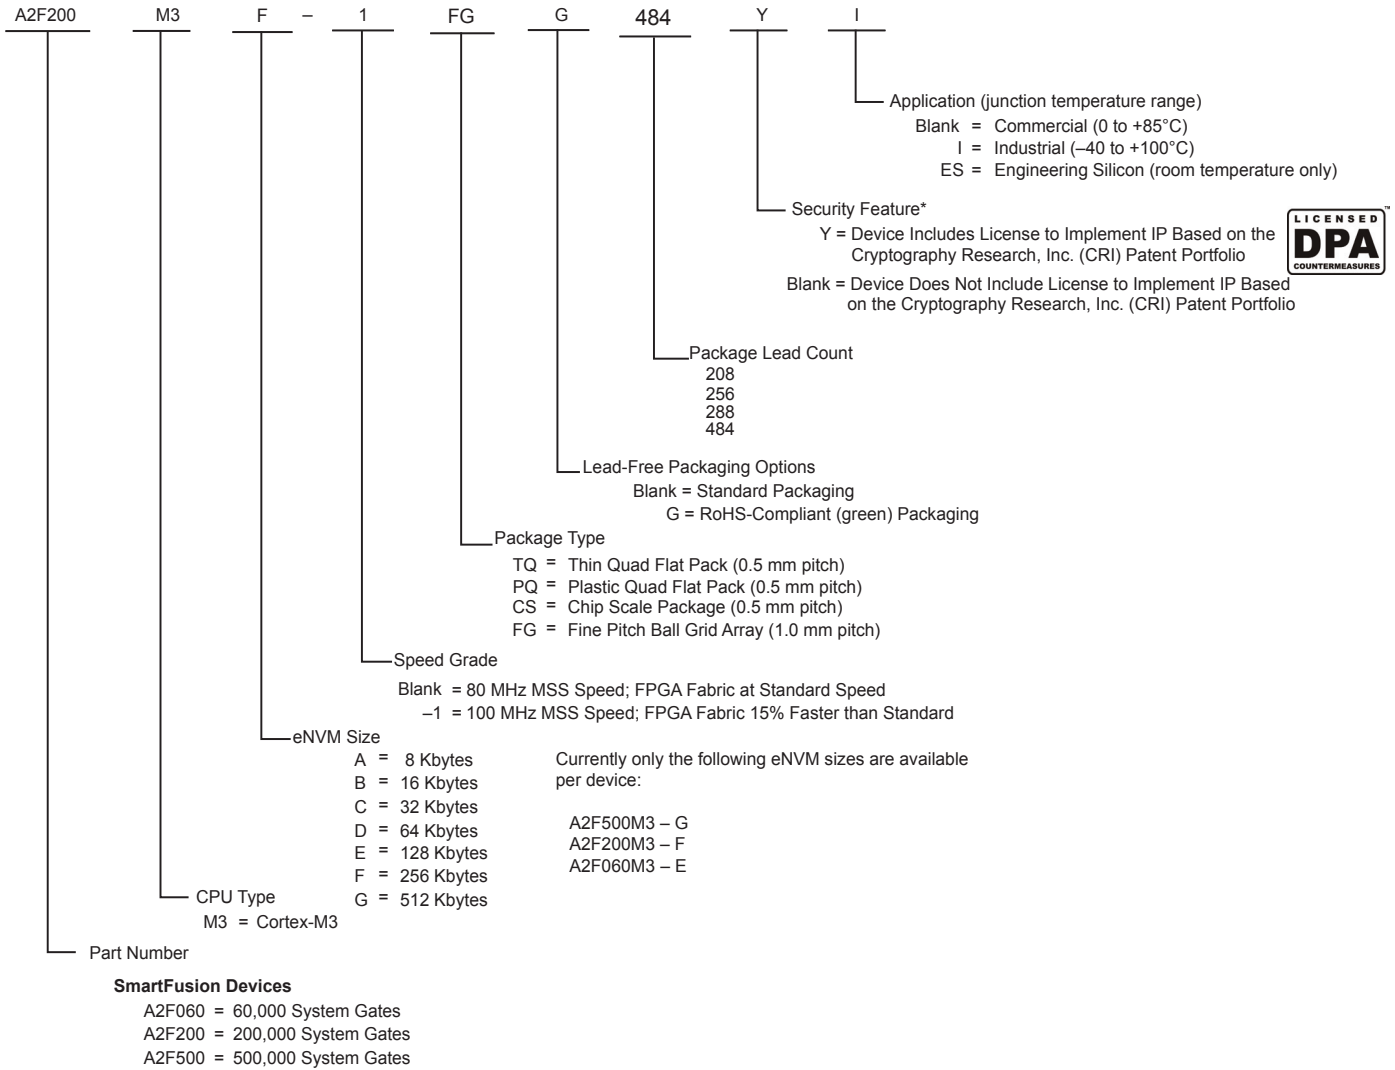 A2F200 M3 F – 1 FG G 484 Y I
Application (junction temperature range)
Blank = Commercial (0 to +85°C)
I = Industrial (–40 to +100°C)
ES = Engineering Silicon (room temperature only)
Security Feature*
Y = Device Includes License to Implement IP Based on the
Cryptography Research, Inc. (CRI) Patent Portfolio
Blank = Device Does Not Include License to Implement IP Based
on the Cryptography Research, Inc. (CRI) Patent Portfolio
LICENSED
DPA
COUNTERMEASURES
™
Package Lead Count
208
256
288
484
Lead-Free Packaging Options
Blank = Standard Packaging
G = RoHS-Compliant (green) Packaging
Package Type
TQ = Thin Quad Flat Pack (0.5 mm pitch)
PQ = Plastic Quad Flat Pack (0.5 mm pitch)
CS = Chip Scale Package (0.5 mm pitch)
FG = Fine Pitch Ball Grid Array (1.0 mm pitch)
Speed Grade
Blank = 80 MHz MSS Speed; FPGA Fabric at Standard Speed
–1 = 100 MHz MSS Speed; FPGA Fabric 15% Faster than Standard
eNVM Size
A = 8 Kbytes
B = 16 Kbytes
C = 32 Kbytes
D = 64 Kbytes
E = 128 Kbytes
F = 256 Kbytes
G = 512 Kbytes
Currently only the following eNVM sizes are available
per device:
A2F500M3 – G
A2F200M3 – F
A2F060M3 – E
CPU Type
M3 = Cortex-M3
Part Number
SmartFusion Devices
A2F060 = 60,000 System Gates
A2F200 = 200,000 System Gates
A2F500 = 500,000 System Gates